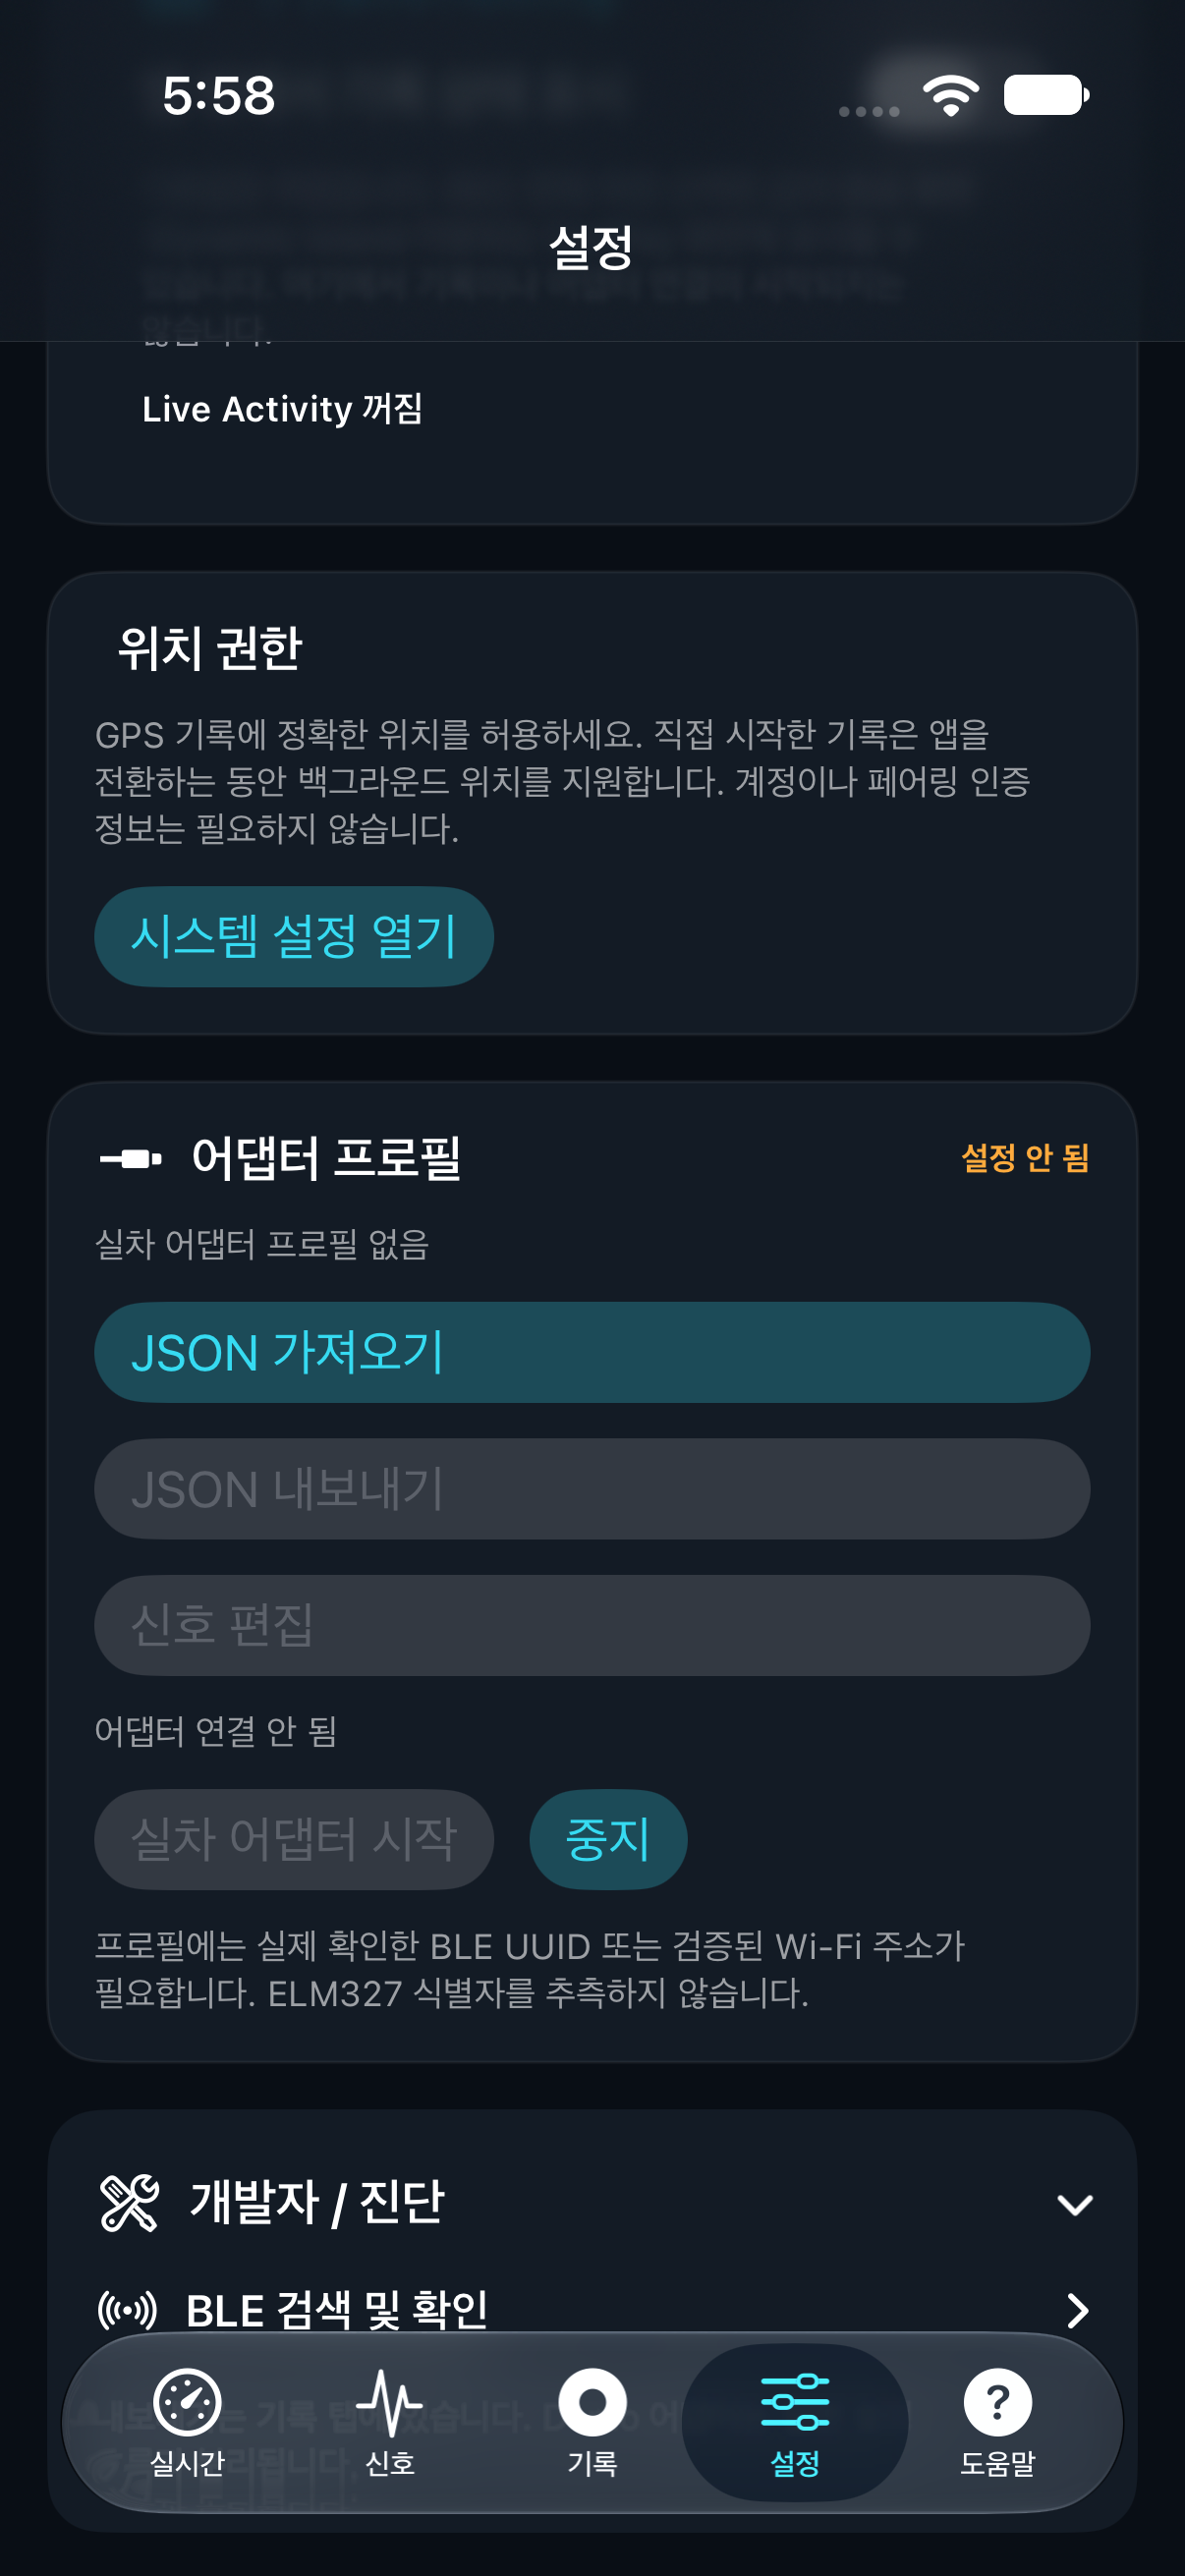 5:58
설정
않습니다.
Live Activity 꺼짐
위치 권한
GPS 기록에 정확한 위치를 허용하세요. 직접 시작한 기록은 앱을
전환하는 동안 백그라운드 위치를 지원합니다. 계정이나 페어링 인증
정보는 필요하지 않습니다.
시스템 설정 열기
어댑터 프로필
설정 안 됨
실차 어댑터 프로필 없음
JSON 가져오기
JSON 내보내기
신호 편집
어댑터 연결 안 됨
실차 어댑터 시작
중지
프로필에는 실제 확인한 BLE UUID 또는 검증된 Wi-Fi 주소가
필요합니다. ELM327 식별자를 추측하지 않습니다.
개발자 / 진단
BLE 검색 및 확인
실시간
신호
기록
설정
도움말